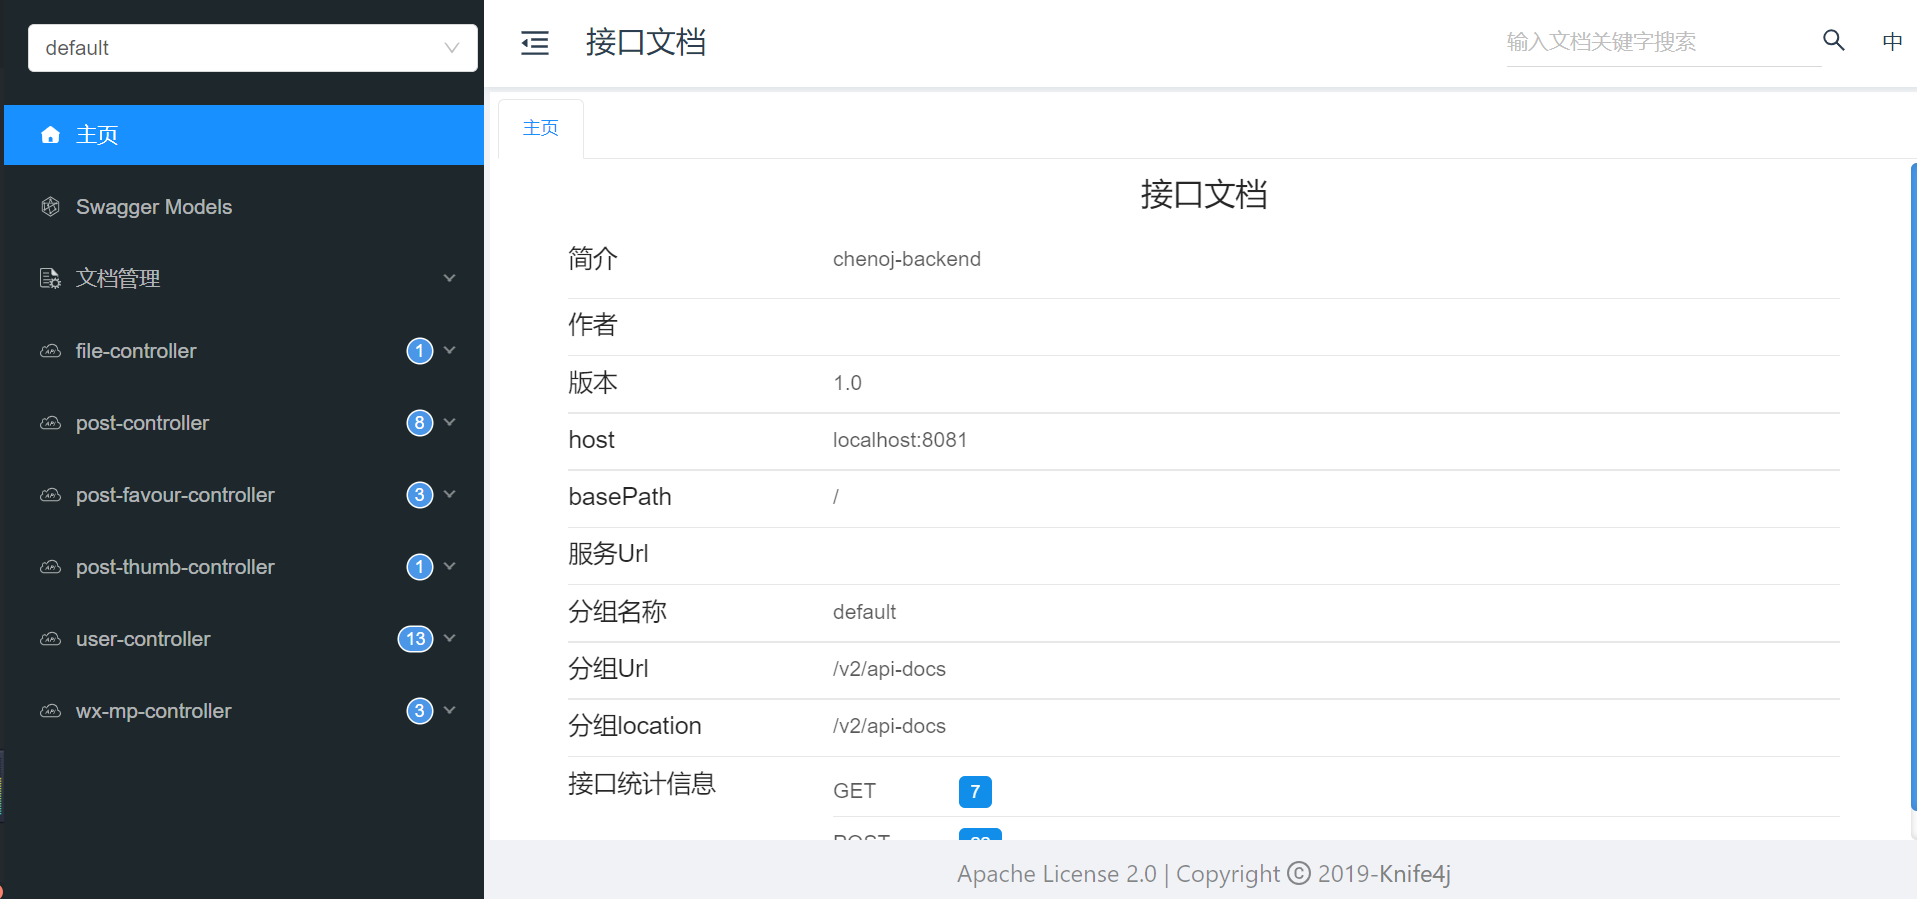 default
主页
Swagger Models
文档管理
file-controller 1
post-controller 8
post-favour-controller 3
post-thumb-controller 1
user-controller 13
wx-mp-controller 3
接口文档
输入文档关键字搜索
中
主页
接口文档
简介 chenoj-backend
作者
版本 1.0
host localhost:8081
basePath /
服务Url
分组名称 default
分组Url /v2/api-docs
分组location /v2/api-docs
接口统计信息 GET 7
POST
Apache License 2.0 | Copyright © 2019-Knife4j